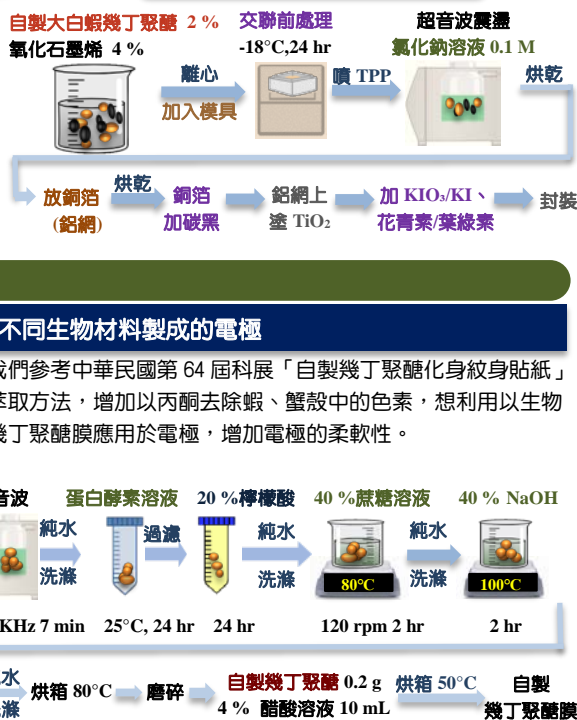 自製大白蝦幾丁聚醣 2 %
氧化石墨烯 4 %
離心
加入模具
交聯前處理
-18°C,24 hr
噴 TPP
超音波震盪
氯化鈉溶液 0.1 M
烘乾
放銅箔
(鋁網)
烘乾
銅箔
加碳黑
鋁網上
塗 TiO₂
加 KIO₃/KI、
花青素/葉綠素
封裝
不同生物材料製成的電極
我們參考中華民國第 64 屆科展「自製幾丁聚醣化身紋身貼紙」
萃取方法，增加以丙酮去除蝦、蟹殼中的色素，想利用以生物
幾丁聚醣膜應用於電極，增加電極的柔軟性。
音波
蛋白酵素溶液
20 %檸檬酸
40 %蔗糖溶液
40 % NaOH
純水
洗滌
過濾
純水
洗滌
80°C
純水
洗滌
100°C
KHz 7 min
25°C, 24 hr
24 hr
120 rpm 2 hr
2 hr
水
滌
烘箱 80°C
磨碎
自製幾丁聚醣 0.2 g
4 % 醋酸溶液 10 mL
烘箱 50°C
自製
幾丁聚醣膜